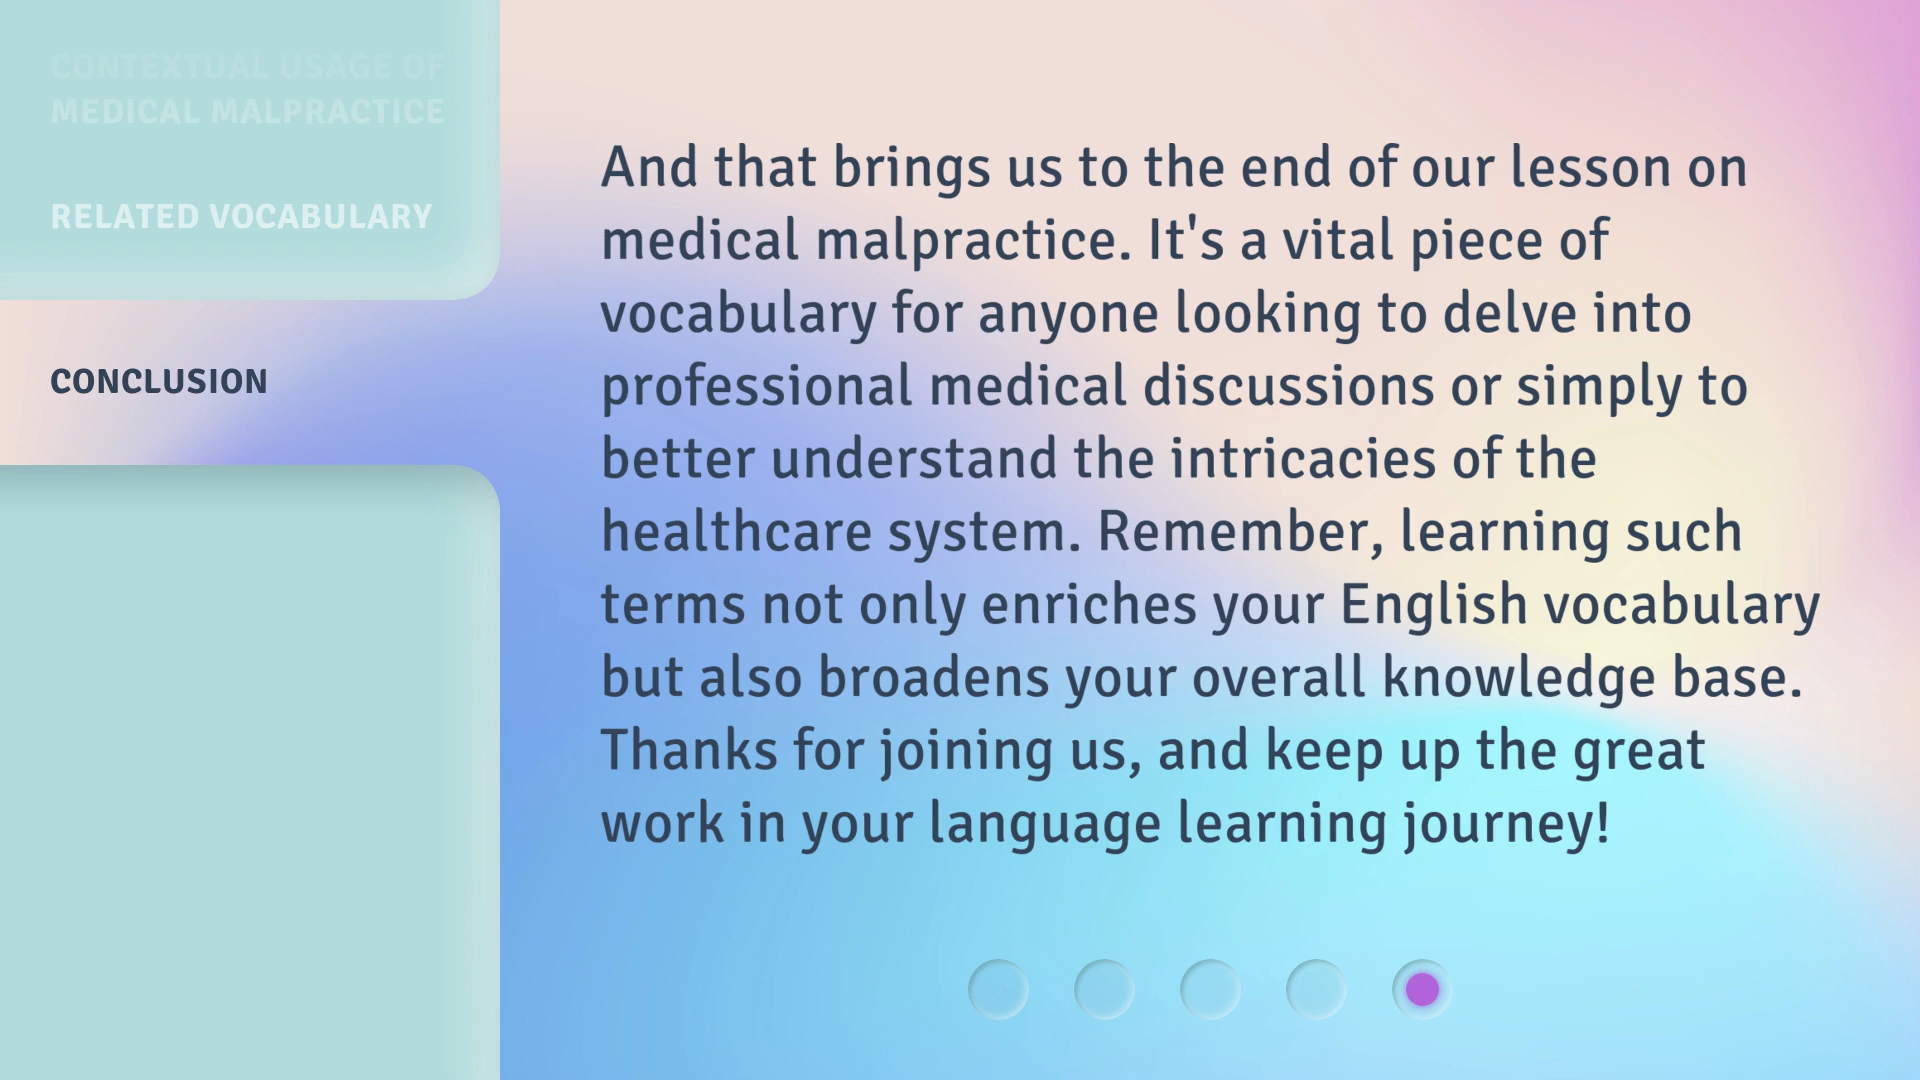 CONTEXTUAL USAGE OF
MEDICAL MALPRACTICE
RELATED VOCABULARY
CONCLUSION
And that brings us to the end of our lesson on
medical malpractice. It's a vital piece of
vocabulary for anyone looking to delve into
professional medical discussions or simply to
better understand the intricacies of the
healthcare system. Remember, learning such
terms not only enriches your English vocabulary
but also broadens your overall knowledge base.
Thanks for joining us, and keep up the great
work in your language learning journey!